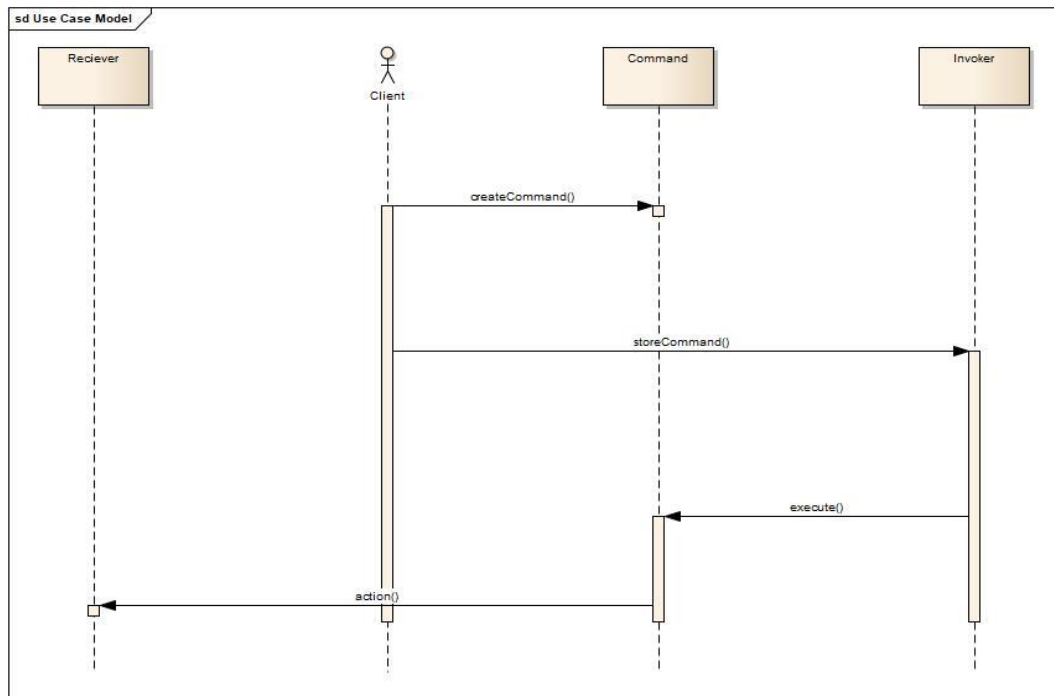 sd Use Case Model
Reciever
Client
Command
Invoker
createCommand()
storeCommand()
execute()
action()